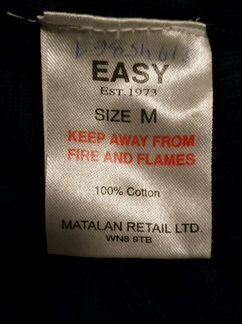 EASY
EST. 1973
SIZE M
KEEP AWAY FROM
FIRE AND FLAMES
100% Cotton
MATALAN RETAIL LTD.
WN8 9TB